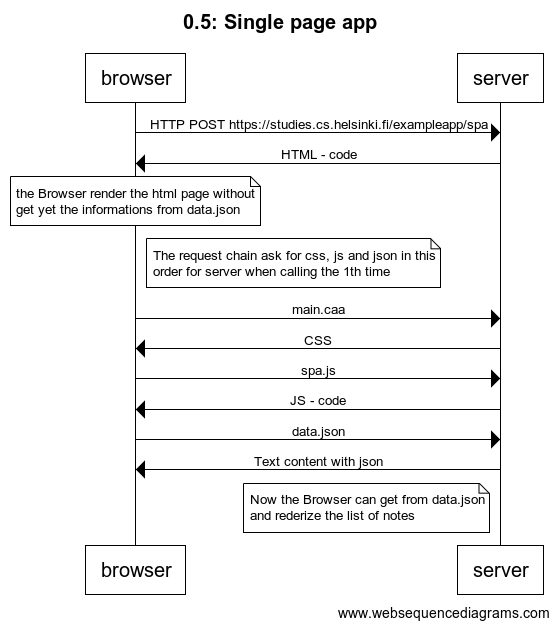 0.5: Single page app
browser
server
HTTP POST https://studies.cs.helsinki.fi/exampleapp/spa
HTML - code
the Browser render the html page without
get yet the informations from data.json
The request chain ask for css, js and json in this
order for server when calling the 1th time
main.caa
CSS
spa.js
JS - code
data.json
Text content with json
Now the Browser can get from data.json
and rederize the list of notes
browser
server
www.websequencediagrams.com